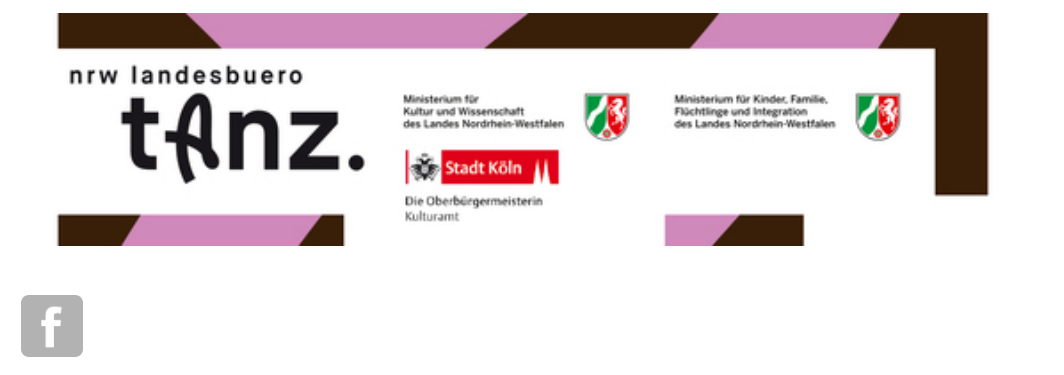 nrw landesbuero
tAnz.
Ministerium für
Kultur und Wissenschaft
des Landes Nordrhein-Westfalen
Ministerium für Kinder, Familie,
Flüchtlinge und Integration
des Landes Nordrhein-Westfalen
Stadt Köln
Die Oberbürgermeisterin
Kulturamt
f